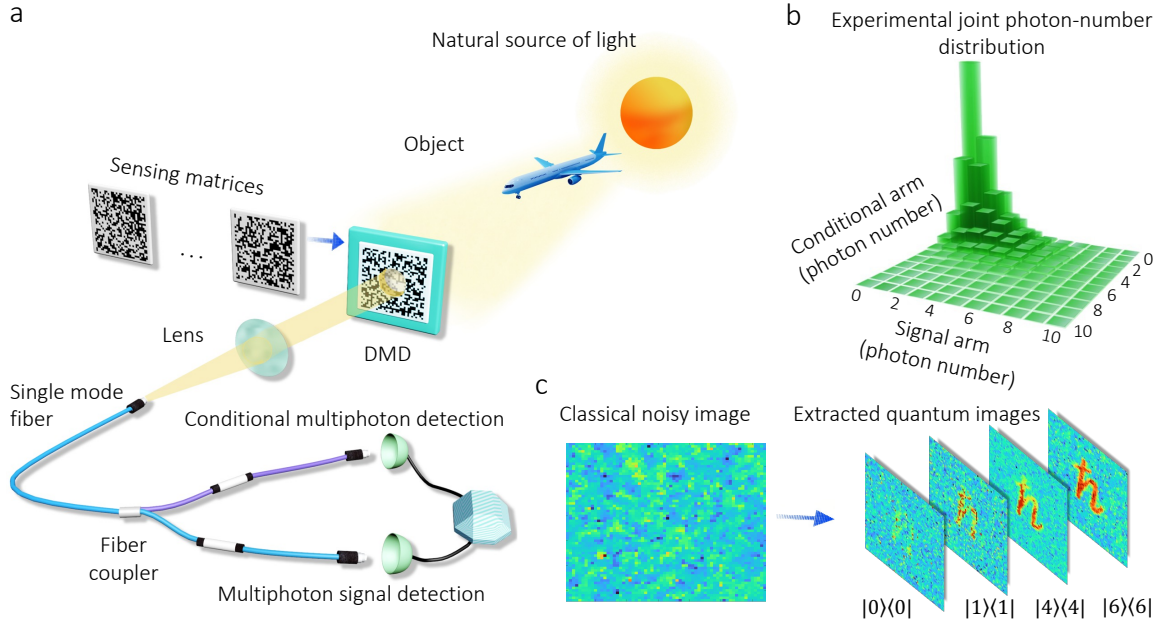 a
Natural source of light
Object
Sensing matrices
...
DMD
Lens
Single mode
fiber
Conditional multiphoton detection
Fiber
coupler
Multiphoton signal detection
b
Experimental joint photon-number
distribution
Conditional arm
(photon number)
0
2
4
6
8
10
0
2
4
6
8
10
Signal arm
(photon number)
c
Classical noisy image
Extracted quantum images
ħ
ħ
ħ
|0⟩⟨0|
|1⟩⟨1|
|4⟩⟨4|
|6⟩⟨6|